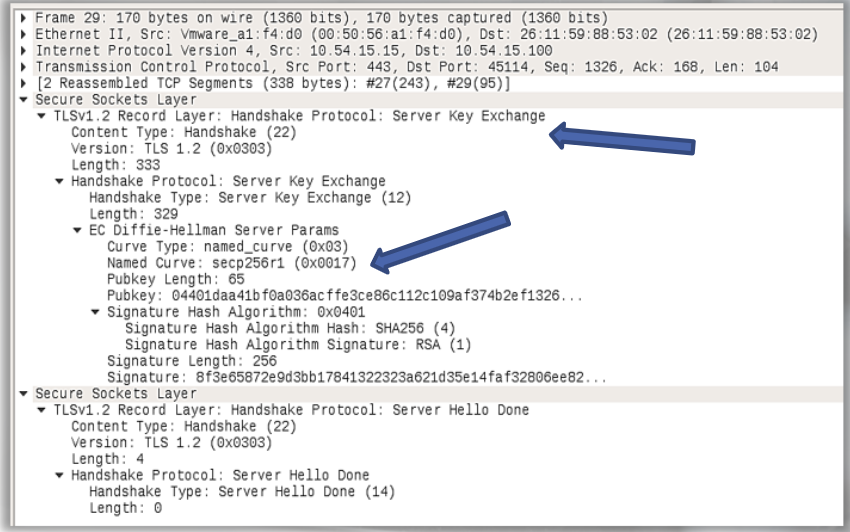 Frame 29: 170 bytes on wire (1360 bits), 170 bytes captured (1360 bits)
Ethernet II, Src: Vmware_a1:f4:d0 (00:50:56:a1:f4:d0), Dst: 26:11:59:88:53:02 (26:11:59:88:53:02)
Internet Protocol Version 4, Src: 10.54.15.15, Dst: 10.54.15.100
Transmission Control Protocol, Src Port: 443, Dst Port: 45114, Seq: 1326, Ack: 168, Len: 104
[2 Reassembled TCP Segments (338 bytes): #27(243), #29(95)]
Secure Sockets Layer
TLSv1.2 Record Layer: Handshake Protocol: Server Key Exchange
Content Type: Handshake (22)
Version: TLS 1.2 (0x0303)
Length: 333
Handshake Protocol: Server Key Exchange
Handshake Type: Server Key Exchange (12)
Length: 329
EC Diffie-Hellman Server Params
Curve Type: named_curve (0x03)
Named Curve: secp256r1 (0x0017)
Pubkey Length: 65
Pubkey: 04401daa41bf0a036acffe3ce86c112c109af374b2ef1326...
Signature Hash Algorithm: 0x0401
Signature Hash Algorithm Hash: SHA256 (4)
Signature Hash Algorithm Signature: RSA (1)
Signature Length: 256
Signature: 8f3e65872e9d3bb17841322323a621d35e14faf32806ee82...
Secure Sockets Layer
TLSv1.2 Record Layer: Handshake Protocol: Server Hello Done
Content Type: Handshake (22)
Version: TLS 1.2 (0x0303)
Length: 4
Handshake Protocol: Server Hello Done
Handshake Type: Server Hello Done (14)
Length: 0